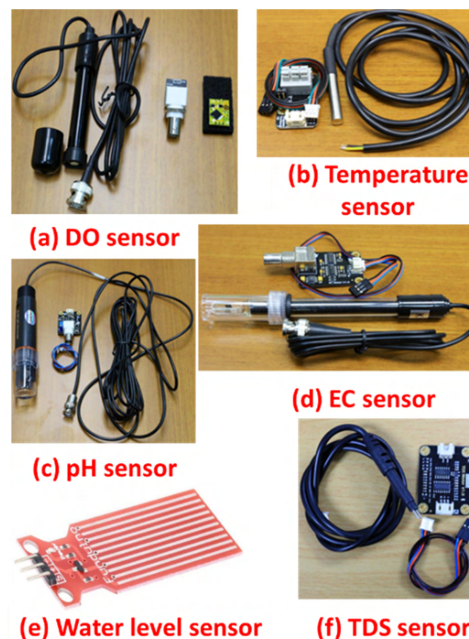 (a) DO sensor
(b) Temperature
sensor
(c) pH sensor
(d) EC sensor
(e) Water level sensor
(f) TDS sensor